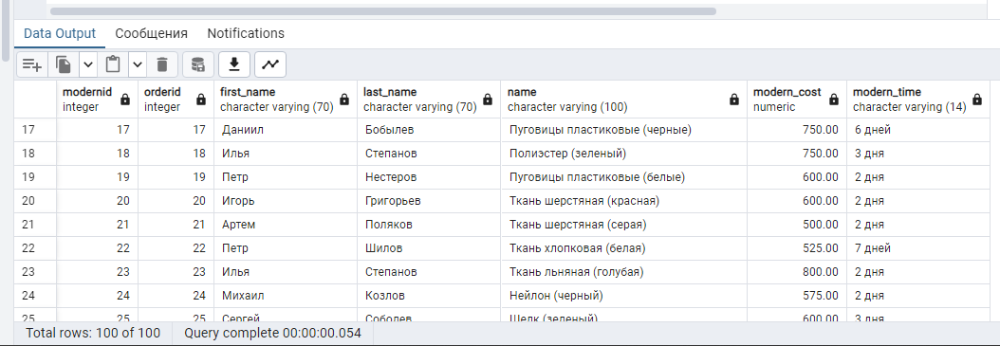 Data Output Сообщения Notifications
modernid orderid first_name last_name name modern_cost modern_time
integer integer character varying (70) character varying (70) character varying (100) numeric character varying (14)
17 17 17 Даниил Бобылев Пуговицы пластиковые (черные) 750.00 6 дней
18 18 18 Илья Степанов Полиэстер (зеленый) 750.00 3 дня
19 19 19 Петр Нестеров Пуговицы пластиковые (белые) 600.00 2 дня
20 20 20 Игорь Григорьев Ткань шерстяная (красная) 600.00 2 дня
21 21 21 Артем Поляков Ткань шерстяная (серая) 500.00 2 дня
22 22 22 Петр Шилов Ткань хлопковая (белая) 525.00 7 дней
23 23 23 Илья Степанов Ткань льняная (голубая) 800.00 2 дня
24 24 24 Михаил Козлов Нейлон (черный) 575.00 2 дня
25 25 25 Сергей Соболев Шелк (зеленый) 600.00 3 дня
Total rows: 100 of 100 Query complete 00:00:00.054